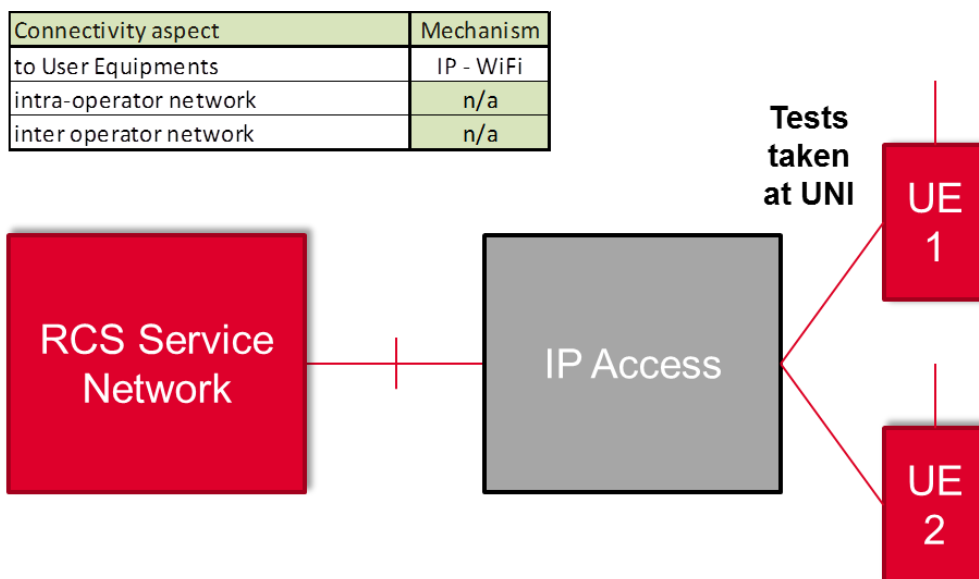 Connectivity aspect Mechanism
to User Equipments IP - WiFi
intra-operator network n/a
inter operator network n/a
Tests
taken
at UNI
UE
1
RCS Service
Network
IP Access
UE
2